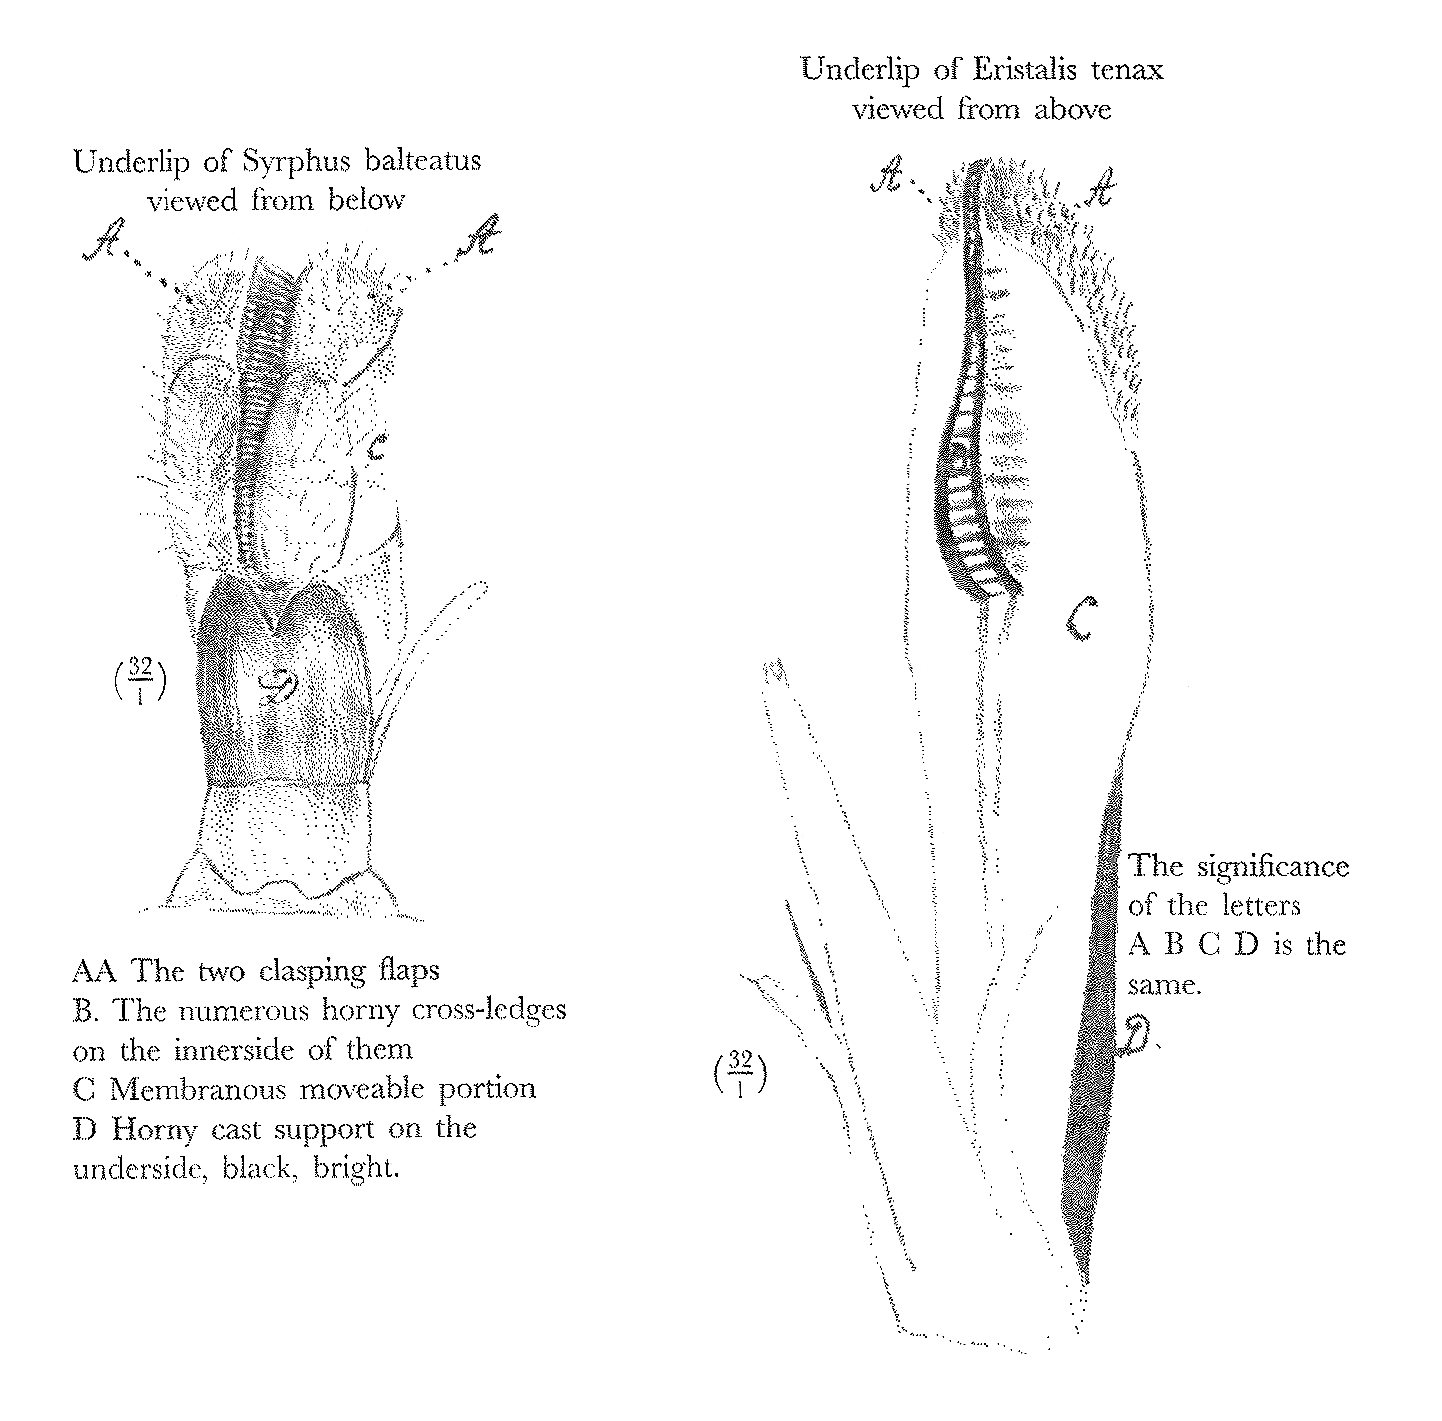 Underlip of Syrphus balteatus
viewed from below
A
A
C
D
(32/1)
AA The two clasping flaps
B. The numerous horny cross-ledges
on the innerside of them
C Membranous moveable portion
D Horny cast support on the
underside, black, bright.
Underlip of Eristalis tenax
viewed from above
A
A
C
The significance
of the letters
A B C D is the
same.
D.
(32/1)